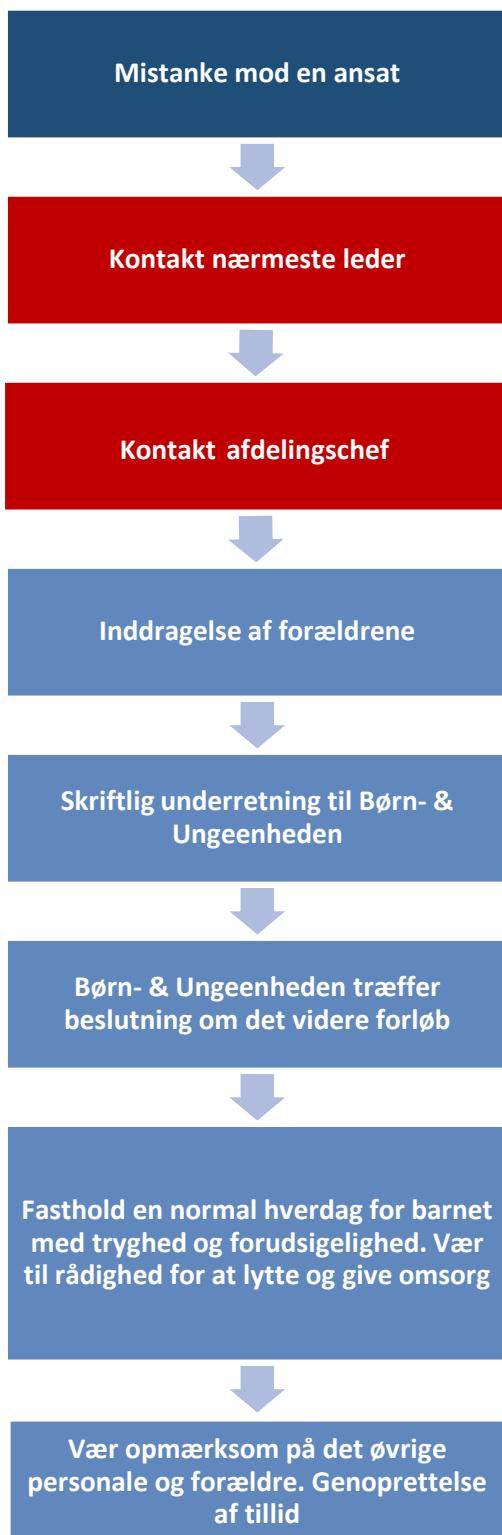 Mistanke mod en ansat
Kontakt nærmeste leder
Kontakt afdelingschef
Inddragelse af forældrene
Skriftlig underretning til Børn- &
Ungeenheden
Børn- & Ungeenheden træffer
beslutning om det videre forløb
Fasthold en normal hverdag for barnet
med tryghed og forudsigelighed. Vær
til rådighed for at lytte og give omsorg
Vær opmærksom på det øvrige
personale og forældre. Genoprettelse
af tillid